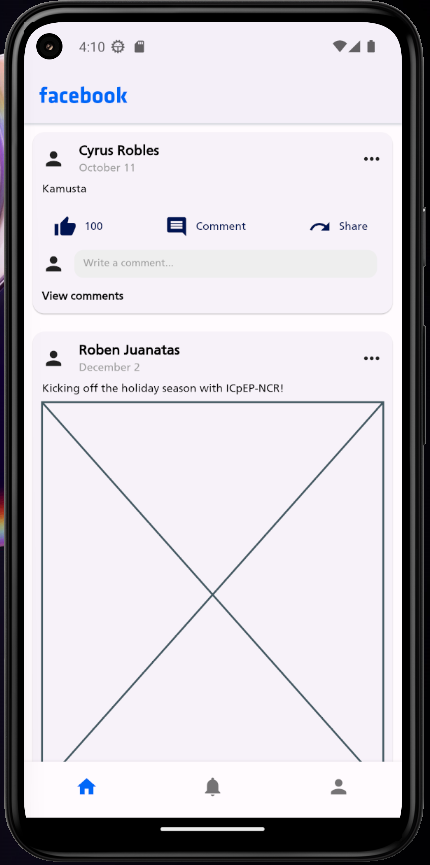 4:10
facebook
Cyrus Robles
October 11
Kamusta
100
Comment
Share
Write a comment...
View comments
Roben Juanatas
December 2
Kicking off the holiday season with ICpEP-NCR!